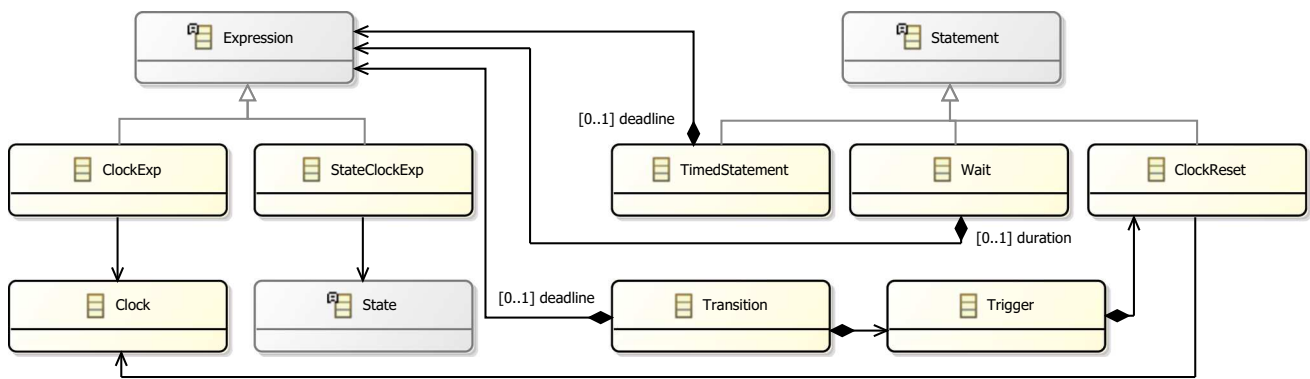 Expression
Statement
[0..1] deadline
ClockExp
StateClockExp
TimedStatement
Wait
ClockReset
[0..1] duration
[0..1] deadline
Clock
State
Transition
Trigger